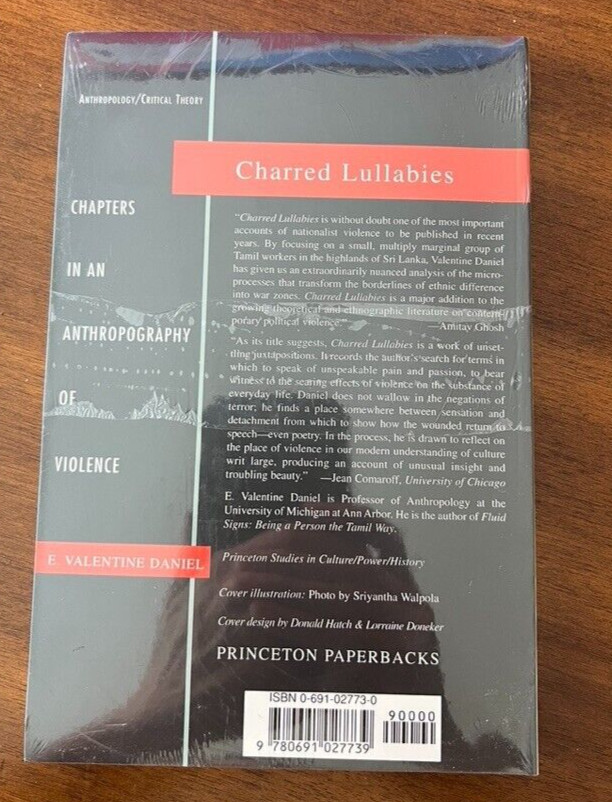 ANTHROPOLOGY/CRITICAL THEORY
Charred Lullabies
CHAPTERS
IN AN
ANTHROPOGRAPHY
OF
VIOLENCE
E. VALENTINE DANIEL
"Charred Lullabies is without doubt one of the most important
accounts of nationalist violence to be published in recent
years. By focusing on a small, multiply marginal group of
Tamil workers in the highlands of Sri Lanka, Valentine Daniel
has given us an extraordinarily nuanced analysis of the micro-
processes that transform the borderlines of ethnic difference
into war zones. Charred Lullabies is a major addition to the
growing theoretical and ethnographic literature on contem-
porary political violence." —Amitav Ghosh
"As its title suggests, Charred Lullabies is a work of unset-
tling juxtapositions. It records the author's search for terms in
which to speak of unspeakable pain and passion, to bear
witness to the searing effects of violence on the substance of
everyday life. Daniel does not wallow in the negations of
terror; he finds a place somewhere between sensation and
detachment from which to show how the wounded return to
speech—even poetry. In the process, he is drawn to reflect on
the place of violence in our modern understanding of culture
writ large, producing an account of unusual insight and
troubling beauty." —Jean Comaroff, University of Chicago
E. Valentine Daniel is Professor of Anthropology at the
University of Michigan at Ann Arbor. He is the author of Fluid
Signs: Being a Person the Tamil Way.
Princeton Studies in Culture/Power/History
Cover illustration: Photo by Sriyantha Walpola
Cover design by Donald Hatch & Lorraine Doneker
PRINCETON PAPERBACKS
ISBN 0-691-02773-0
90000
9 780691 027739